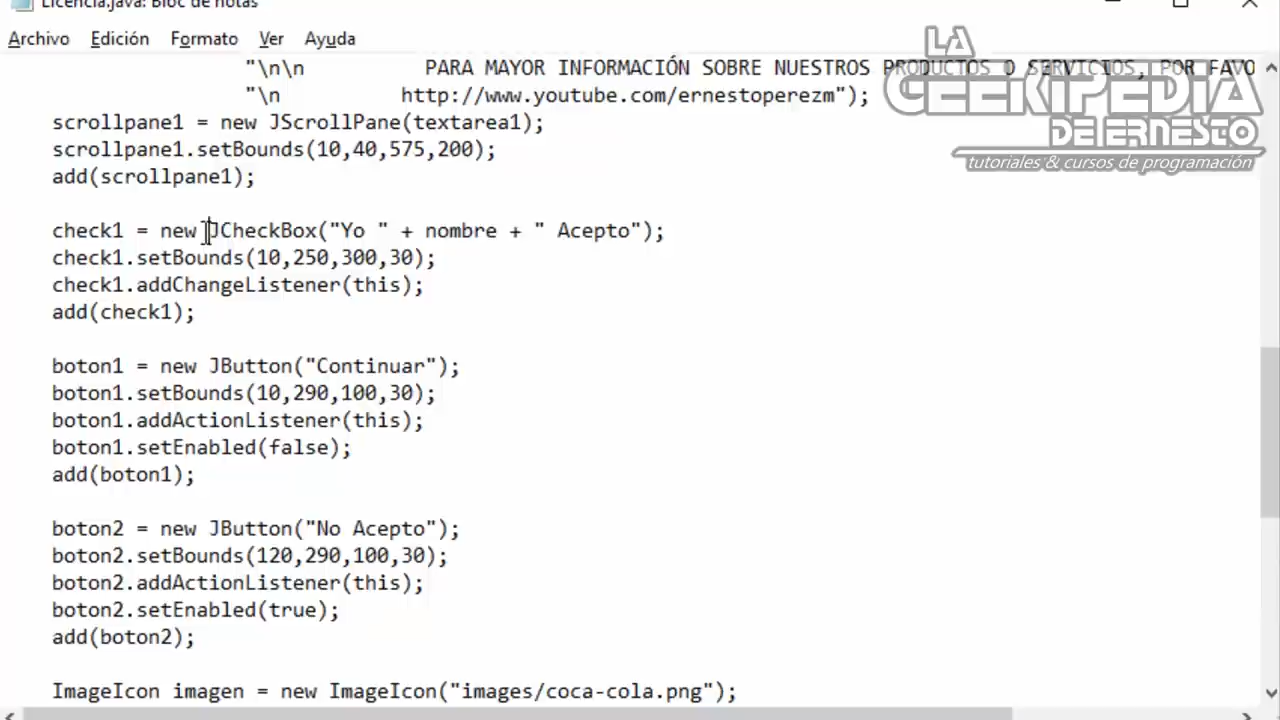 Licencia.java: Bloc de notas
Archivo Edición Formato Ver Ayuda
"\n\n PARA MAYOR INFORMACIÓN SOBRE NUESTROS PRODUCTOS O SERVICIOS, POR FAVO
"\n http://www.youtube.com/ernestoperezm");
scrollpane1 = new JScrollPane(textarea1);
scrollpane1.setBounds(10,40,575,200);
add(scrollpane1);
check1 = new JCheckBox("Yo " + nombre + " Acepto");
check1.setBounds(10,250,300,30);
check1.addChangeListener(this);
add(check1);
boton1 = new JButton("Continuar");
boton1.setBounds(10,290,100,30);
boton1.addActionListener(this);
boton1.setEnabled(false);
add(boton1);
boton2 = new JButton("No Acepto");
boton2.setBounds(120,290,100,30);
boton2.addActionListener(this);
boton2.setEnabled(true);
add(boton2);
ImageIcon imagen = new ImageIcon("images/coca-cola.png");
LA
GEEKIPEDIA
DE ERNESTO
tutoriales & cursos de programación